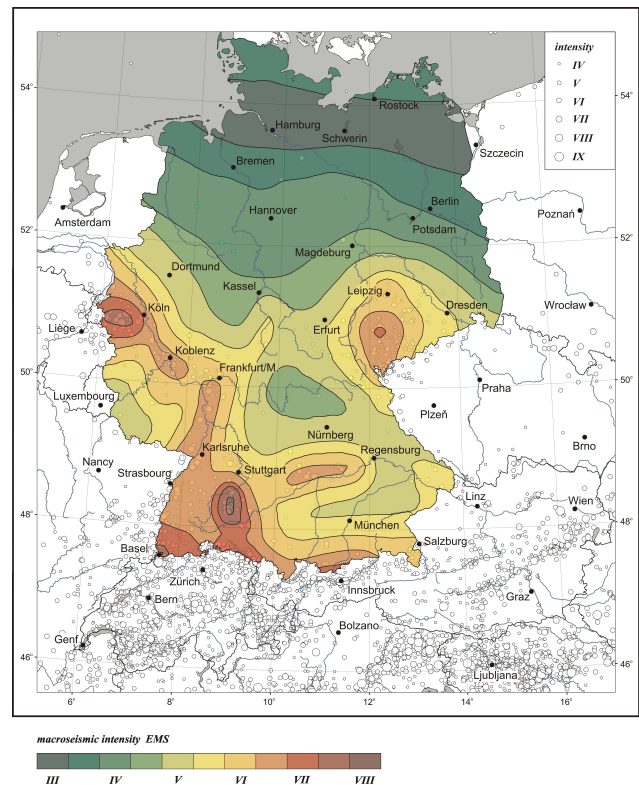 intensity
IV
V
VI
VII
VIII
IX
54°
54°
Rostock
Hamburg
Schwerin
Szczecin
Bremen
Amsterdam
Berlin
Poznań
Hannover
Potsdam
52°
52°
Magdeburg
Dortmund
Kassel
Leipzig
Wrocław
Liège
Köln
Erfurt
Dresden
Koblenz
Frankfurt/M.
50°
50°
Luxembourg
Praha
Plzeň
Nürnberg
Brno
Nancy
Karlsruhe
Regensburg
Strasbourg
Stuttgart
Linz
Wien
48°
48°
München
Basel
Salzburg
Zürich
Innsbruck
Bern
Graz
Genf
Bolzano
46°
46°
Ljubljana
6°
8°
10°
12°
14°
16°
macroseismic intensity EMS
III
IV
V
VI
VII
VIII